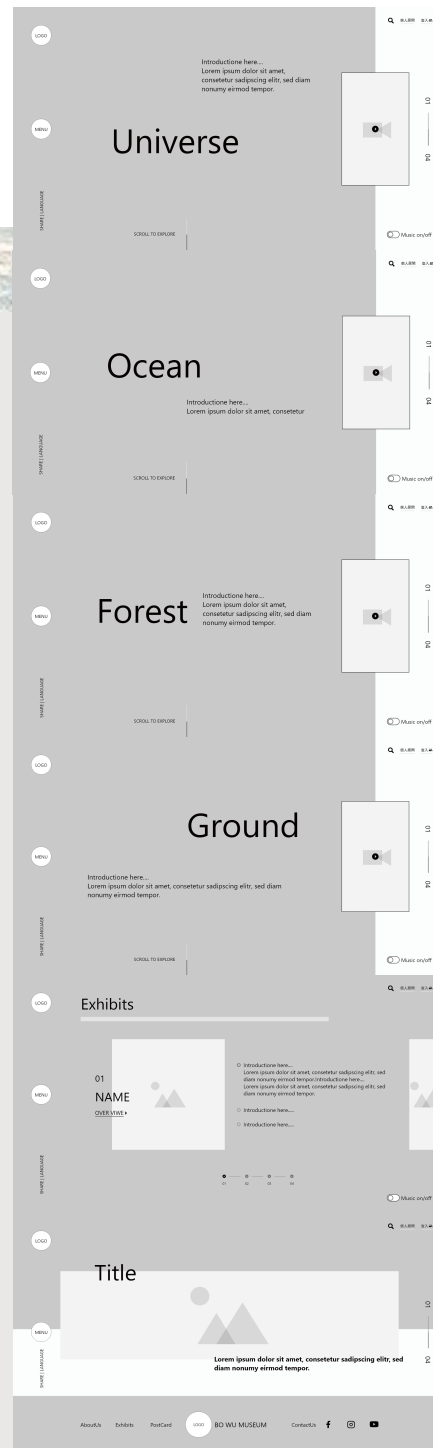 LOGO
Introductione here....
Lorem ipsum dolor sit amet,
consetetur sadipscing elitr, sed diam
nonumy eirmod tempor.
01
MENU
Universe
04
SHARE | LANGUAGE
SCROLL TO EXPLORE
Music on/off
LOGO
01
Ocean
MENU
04
Introductione here....
Lorem ipsum dolor sit amet, consetetur
SHARE | LANGUAGE
SCROLL TO EXPLORE
Music on/off
LOGO
01
Forest
Introductione here....
Lorem ipsum dolor sit amet,
consetetur sadipscing elitr, sed diam
nonumy eirmod tempor.
MENU
04
SHARE | LANGUAGE
SCROLL TO EXPLORE
Music on/off
LOGO
01
Ground
MENU
04
Introductione here....
Lorem ipsum dolor sit amet, consetetur sadipscing elitr, sed diam
nonumy eirmod tempor.
SHARE | LANGUAGE
SCROLL TO EXPLORE
Music on/off
LOGO
Exhibits
01
NAME
OVER VIWE
MENU
Introductione here....
Lorem ipsum dolor sit amet, consetetur sadipscing elitr, sed
diam nonumy eirmod tempor.Introductione here....
Lorem ipsum dolor sit amet, consetetur sadipscing elitr, sed
diam nonumy eirmod tempor.
Introductione here.....
Introductione here.....
01 02 03 04
SHARE | LANGUAGE
Music on/off
LOGO
Title
01
MENU
04
Lorem ipsum dolor sit amet, consetetur sadipscing elitr, sed
diam nonumy eirmod tempor.
SHARE | LANGUAGE
AboutUs Exhibits PostCard LOGO BO WU MUSEUM ContactUs